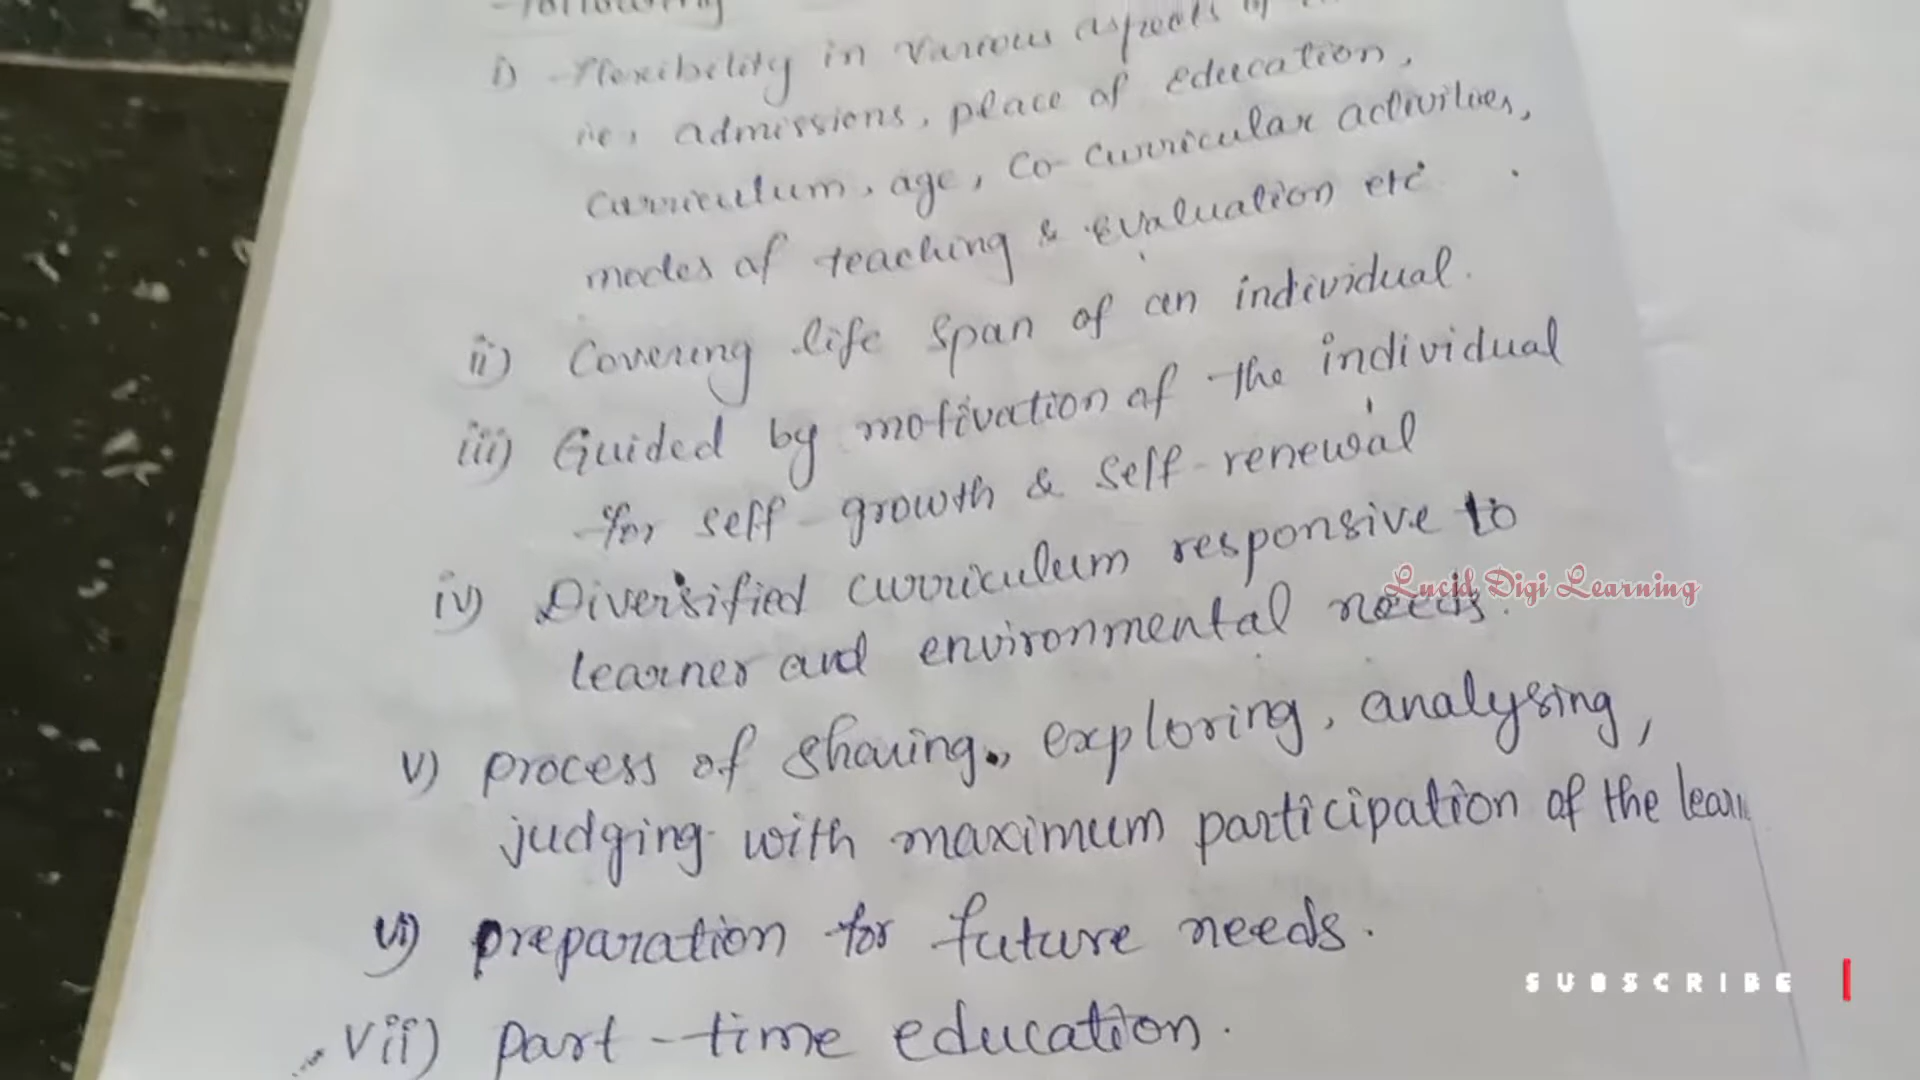 following
i) Flexibility in various aspects of
ie, admissions, place of education,
curriculum, age, co-curricular activities,
modes of teaching & evaluation etc.
ii) Covering life span of an individual.
iii) Guided by motivation of the individual
for self-growth & self-renewal
iv) Diversified curriculum responsive to
learner and environmental needs.
Lucid Digi Learning
v) process of sharing, exploring, analysing,
judging with maximum participation of the
vi) preparation for future needs.
SUBSCRIBE
vii) part-time education.